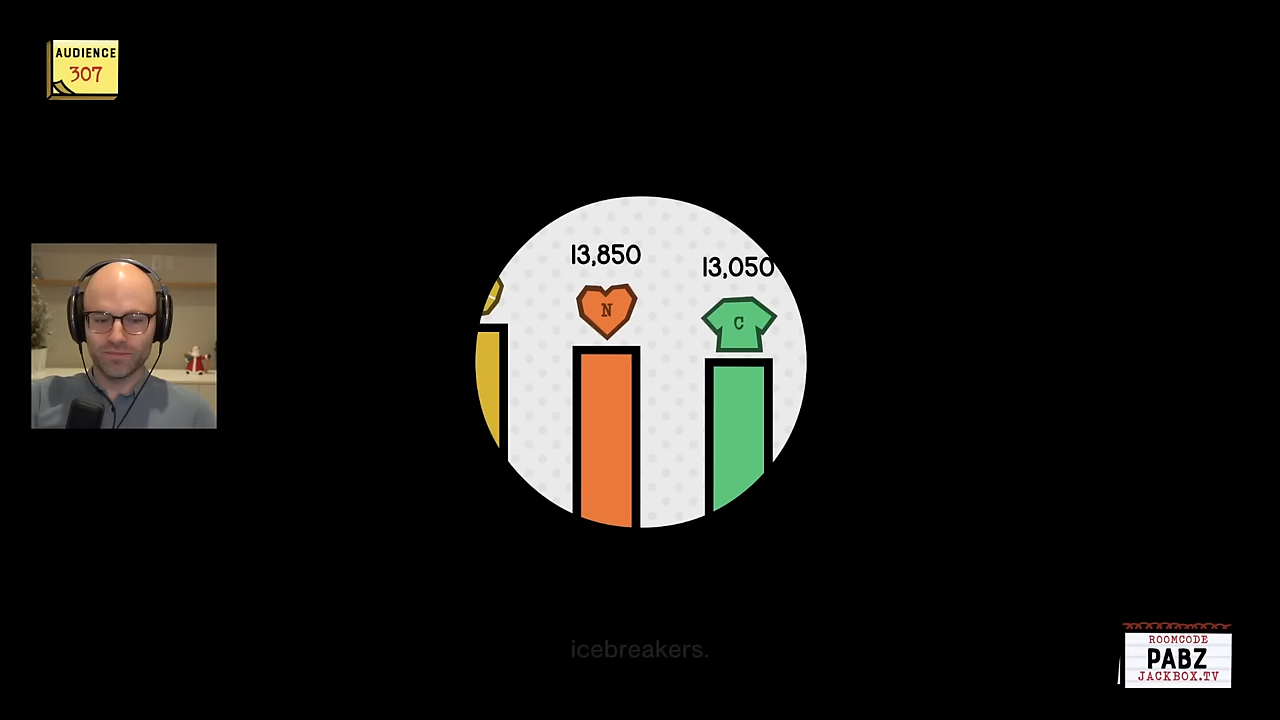 AUDIENCE
307
13,850
13,050
N
C
icebreakers.
ROOMCODE
PABZ
JACKBOX.TV